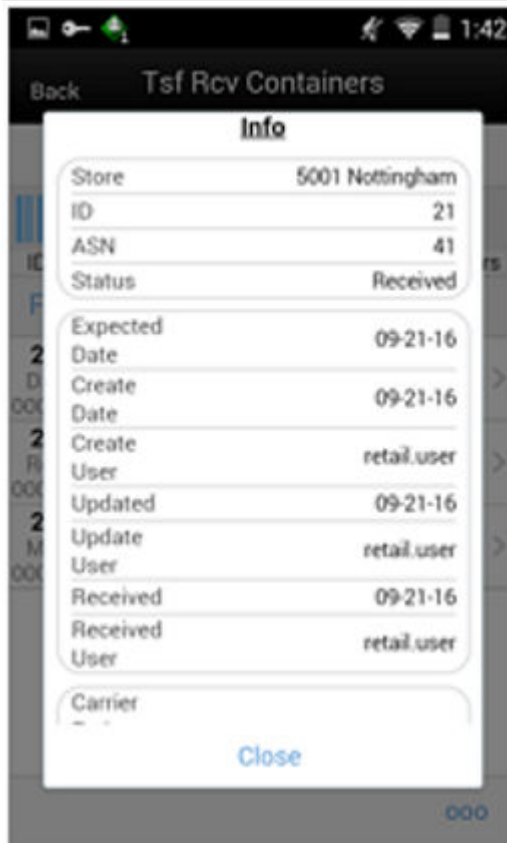 1:42
Back Tsf Rcv Containers
Info
Store 5001 Nottingham
ID 21
ASN 41
Status Received
Expected
Date 09-21-16
Create
Date 09-21-16
Create
User retail.user
Updated 09-21-16
Update
User retail.user
Received 09-21-16
Received
User retail.user
Carrier
Close